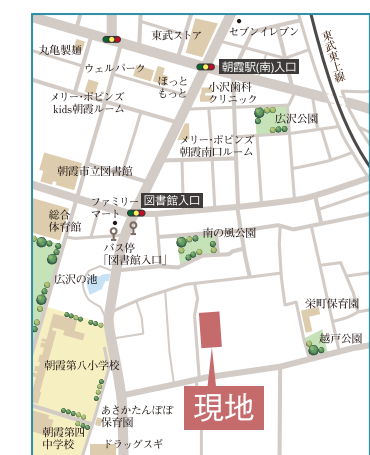 東武ストア
セブンイレブン
丸亀製麺
東武東上線
ウェルパーク
朝霞駅(南)入口
ほっと
もっと
小沢歯科
クリニック
メリー・ポピンズ
kids朝霞ルーム
広沢公園
メリー・ポピンズ
朝霞南口ルーム
朝霞市立図書館
ファミリー
マート
図書館入口
総合
体育館
南の風公園
バス停
「図書館入口」
広沢の池
栄町保育園
越戸公園
朝霞第八小学校
現地
あさかたんぽぽ
保育園
朝霞第四
中学校
ドラッグスギ